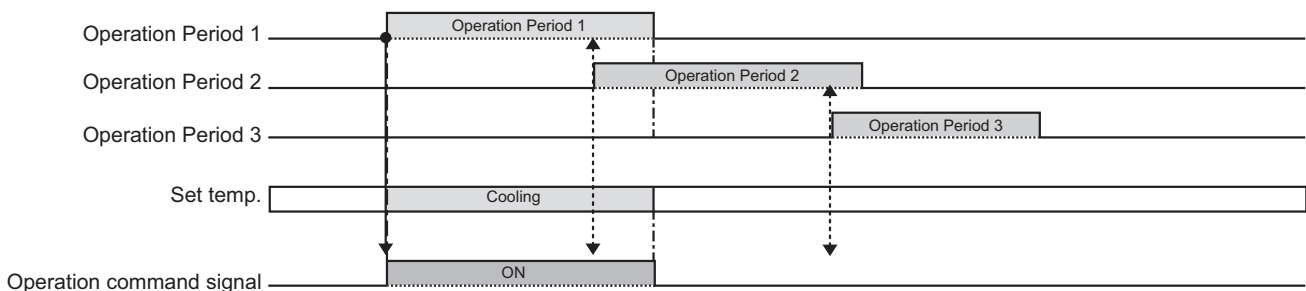 Operation Period 1
Operation Period 1
Operation Period 2
Operation Period 2
Operation Period 3
Operation Period 3
Set temp.
Cooling
Operation command signal
ON